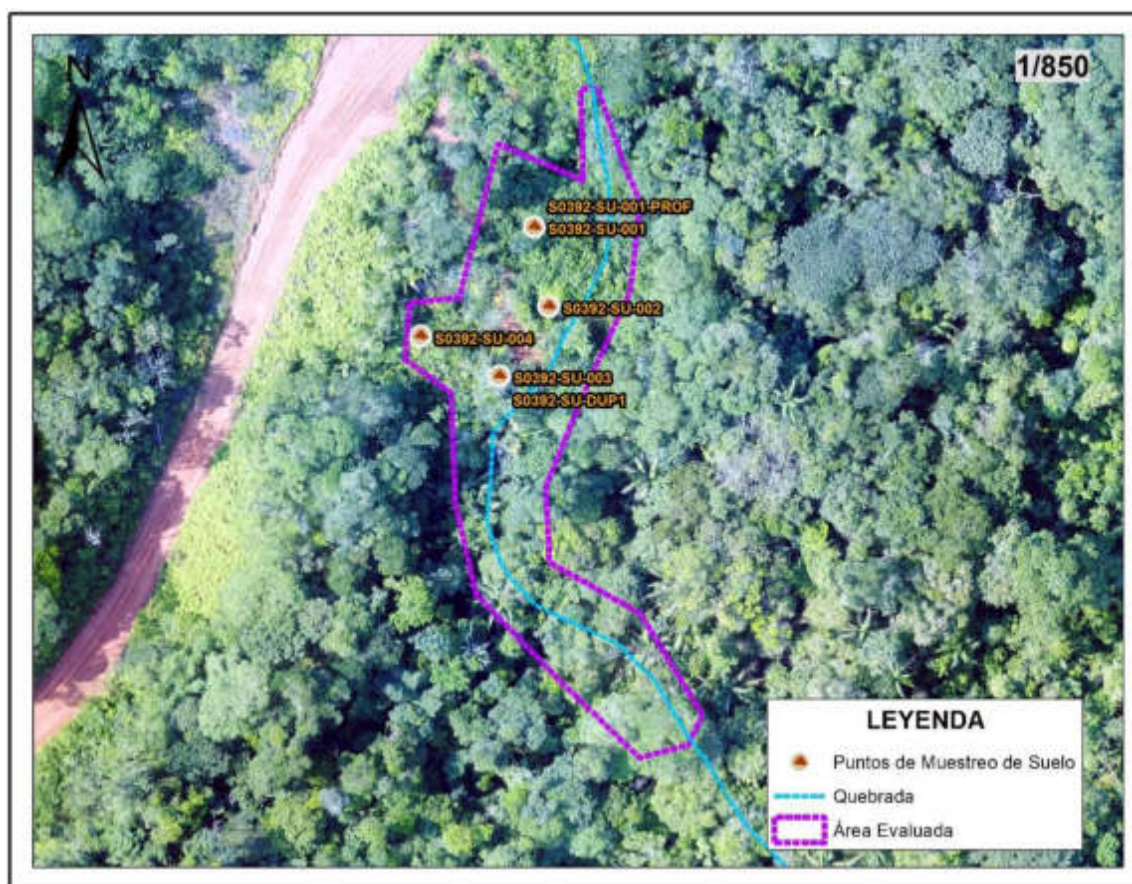 N
1/850
S0392-SU-001-PROF
S0392-SU-001
S0392-SU-002
S0392-SU-004
S0392-SU-003
S0392-SU-DUP1
LEYENDA
Puntos de Muestreo de Suelo
Quebrada
Área Evaluada